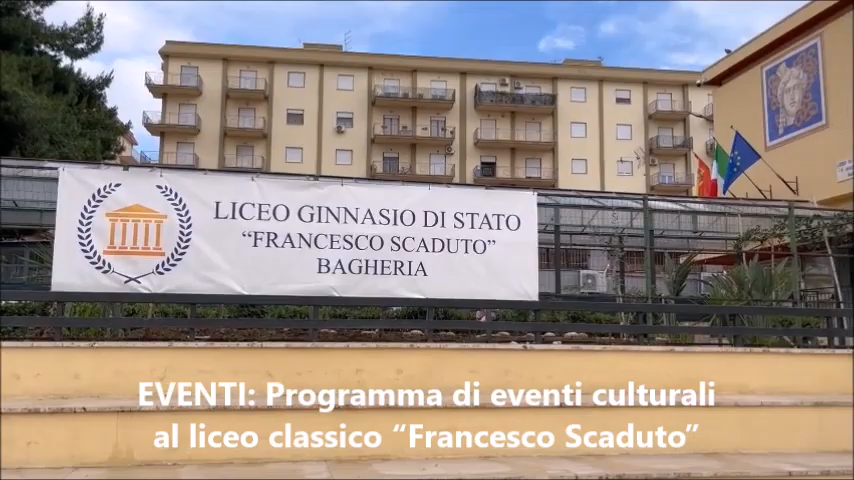 LICEO GINNASIO DI STATO
“FRANCESCO SCADUTO”
BAGHERIA
EVENTI: Programma di eventi culturali
al liceo classico “Francesco Scaduto”